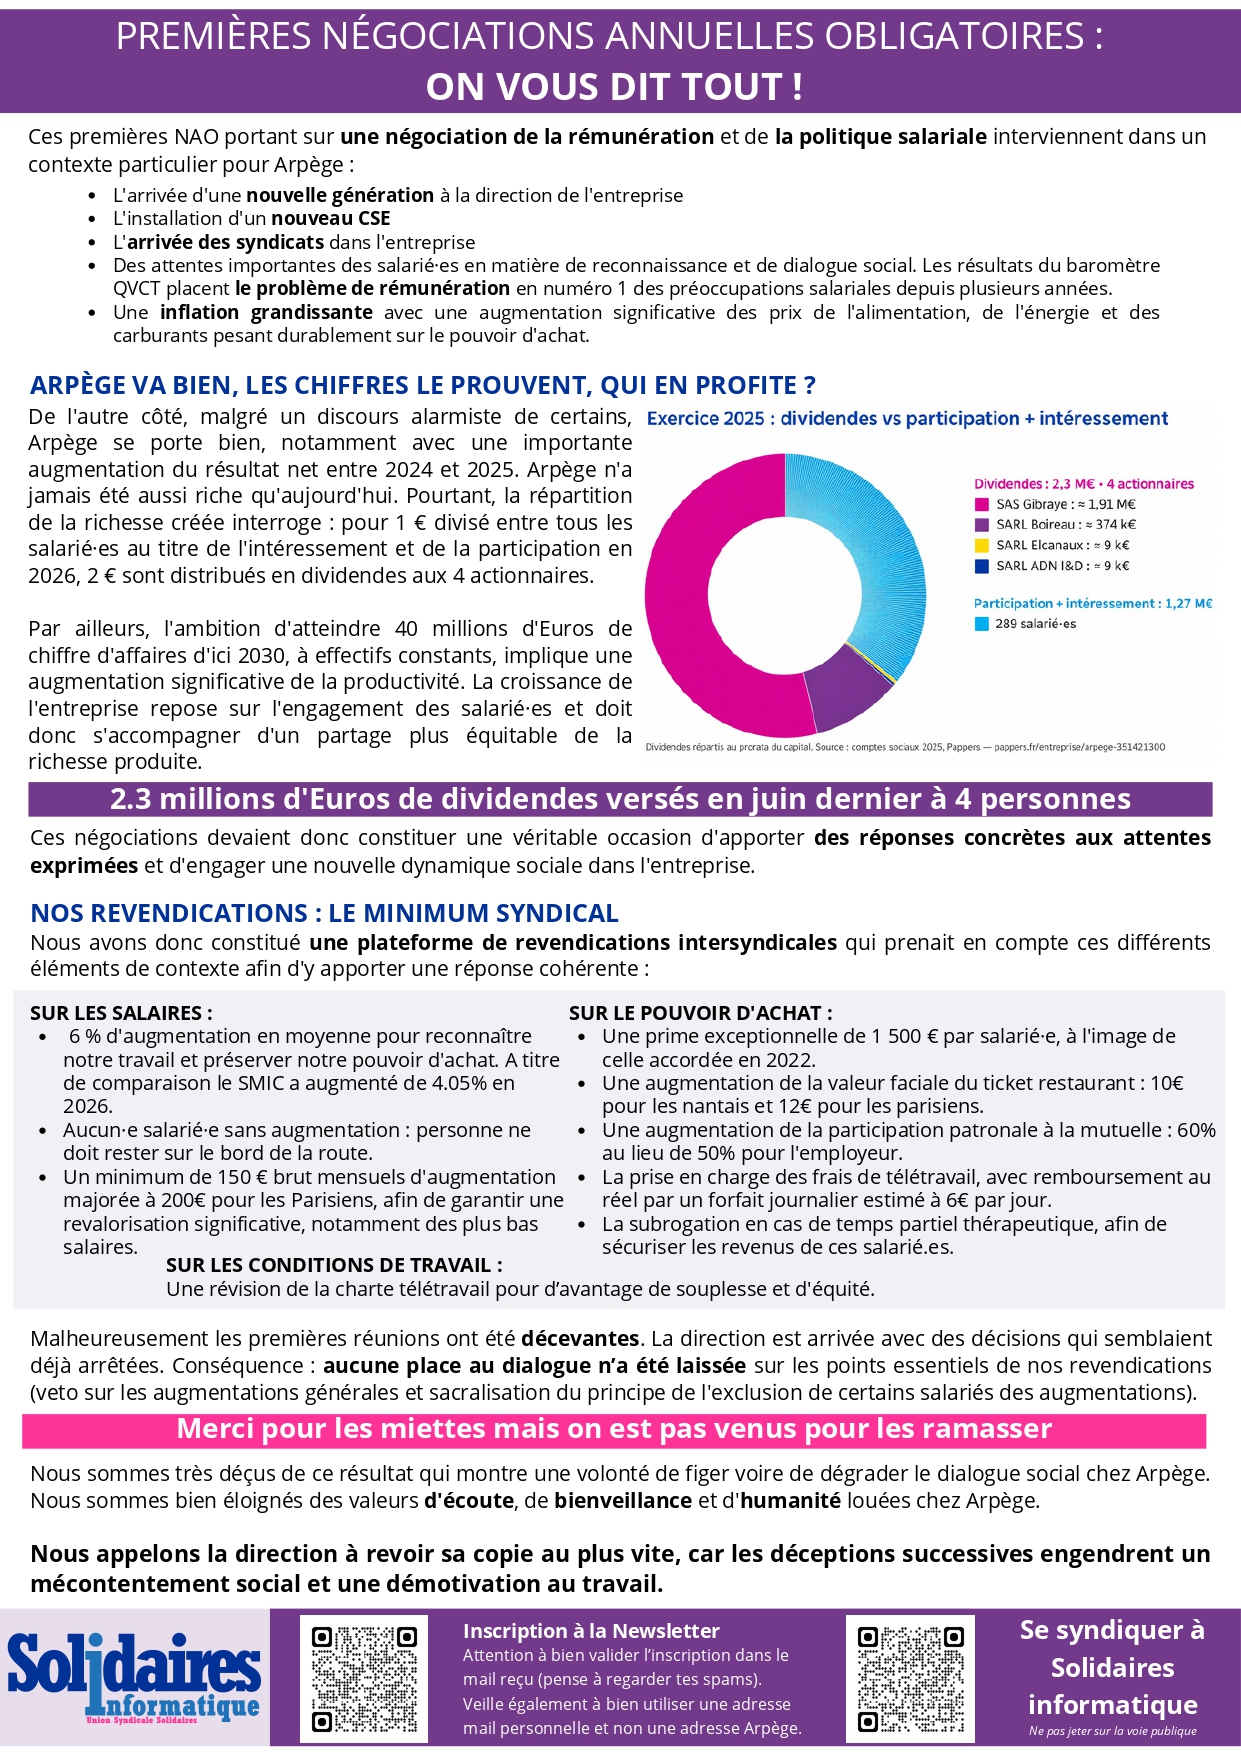 PREMIÈRES NÉGOCIATIONS ANNUELLES OBLIGATOIRES :
ON VOUS DIT TOUT !
Ces premières NAO portant sur une négociation de la rémunération et de la politique salariale interviennent dans un
contexte particulier pour Arpège :
• L'arrivée d'une nouvelle génération à la direction de l'entreprise
• L'installation d'un nouveau CSE
• L'arrivée des syndicats dans l'entreprise
• Des attentes importantes des salarié·es en matière de reconnaissance et de dialogue social. Les résultats du baromètre
QVCT placent le problème de rémunération en numéro 1 des préoccupations salariales depuis plusieurs années.
• Une inflation grandissante avec une augmentation significative des prix de l'alimentation, de l'énergie et des
carburants pesant durablement sur le pouvoir d'achat.
ARPÈGE VA BIEN, LES CHIFFRES LE PROUVENT, QUI EN PROFITE ?
De l'autre côté, malgré un discours alarmiste de certains,
Arpège se porte bien, notamment avec une importante
augmentation du résultat net entre 2024 et 2025. Arpège n'a
jamais été aussi riche qu'aujourd'hui. Pourtant, la répartition
de la richesse créée interroge : pour 1 € divisé entre tous les
salarié·es au titre de l'intéressement et de la participation en
2026, 2 € sont distribués en dividendes aux 4 actionnaires.
Par ailleurs, l'ambition d'atteindre 40 millions d'Euros de
chiffre d'affaires d'ici 2030, à effectifs constants, implique une
augmentation significative de la productivité. La croissance de
l'entreprise repose sur l'engagement des salarié·es et doit
donc s'accompagner d'un partage plus équitable de la
richesse produite.
Exercice 2025 : dividendes vs participation + intéressement
Dividendes : 2,3 M€ • 4 actionnaires
SAS Gibraye : ≈ 1,91 M€
SARL Boireau : ≈ 374 k€
SARL Elcanaux : ≈ 9 k€
SARL ADN I&D : ≈ 9 k€
Participation + intéressement : 1,27 M€
289 salarié·es
Dividendes répartis au prorata du capital. Source : comptes sociaux 2025, Pappers — pappers.fr/entreprise/arpege-351421300
2.3 millions d'Euros de dividendes versés en juin dernier à 4 personnes
Ces négociations devaient donc constituer une véritable occasion d'apporter des réponses concrètes aux attentes
exprimées et d'engager une nouvelle dynamique sociale dans l'entreprise.
NOS REVENDICATIONS : LE MINIMUM SYNDICAL
Nous avons donc constitué une plateforme de revendications intersyndicales qui prenait en compte ces différents
éléments de contexte afin d'y apporter une réponse cohérente :
SUR LES SALAIRES :
• 6 % d'augmentation en moyenne pour reconnaître
notre travail et préserver notre pouvoir d'achat. A titre
de comparaison le SMIC a augmenté de 4.05% en
2026.
• Aucun·e salarié·e sans augmentation : personne ne
doit rester sur le bord de la route.
• Un minimum de 150 € brut mensuels d'augmentation
majorée à 200€ pour les Parisiens, afin de garantir une
revalorisation significative, notamment des plus bas
salaires.
SUR LE POUVOIR D'ACHAT :
• Une prime exceptionnelle de 1 500 € par salarié·e, à l'image de
celle accordée en 2022.
• Une augmentation de la valeur faciale du ticket restaurant : 10€
pour les nantais et 12€ pour les parisiens.
• Une augmentation de la participation patronale à la mutuelle : 60%
au lieu de 50% pour l'employeur.
• La prise en charge des frais de télétravail, avec remboursement au
réel par un forfait journalier estimé à 6€ par jour.
• La subrogation en cas de temps partiel thérapeutique, afin de
sécuriser les revenus de ces salarié.es.
SUR LES CONDITIONS DE TRAVAIL :
Une révision de la charte télétravail pour d’avantage de souplesse et d'équité.
Malheureusement les premières réunions ont été décevantes. La direction est arrivée avec des décisions qui semblaient
déjà arrêtées. Conséquence : aucune place au dialogue n’a été laissée sur les points essentiels de nos revendications
(veto sur les augmentations générales et sacralisation du principe de l'exclusion de certains salariés des augmentations).
Merci pour les miettes mais on est pas venus pour les ramasser
Nous sommes très déçus de ce résultat qui montre une volonté de figer voire de dégrader le dialogue social chez Arpège.
Nous sommes bien éloignés des valeurs d'écoute, de bienveillance et d'humanité louées chez Arpège.
Nous appelons la direction à revoir sa copie au plus vite, car les déceptions successives engendrent un
mécontentement social et une démotivation au travail.
Solidaires
informatique
Union Syndicale Solidaires
Inscription à la Newsletter
Attention à bien valider l’inscription dans le
mail reçu (pense à regarder tes spams).
Veille également à bien utiliser une adresse
mail personnelle et non une adresse Arpège.
Se syndiquer à
Solidaires
informatique
Ne pas jeter sur la voie publique